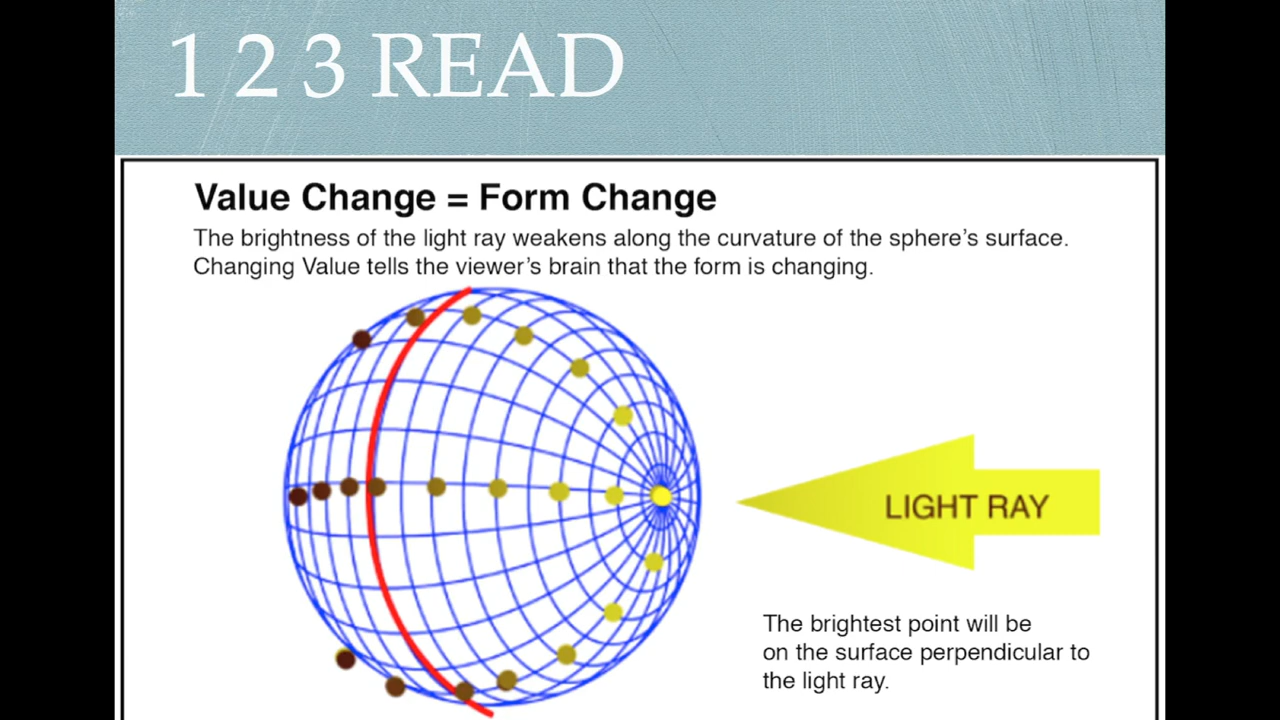 1 2 3 READ
Value Change = Form Change
The brightness of the light ray weakens along the curvature of the sphere’s surface.
Changing Value tells the viewer’s brain that the form is changing.
LIGHT RAY
The brightest point will be
on the surface perpendicular to
the light ray.